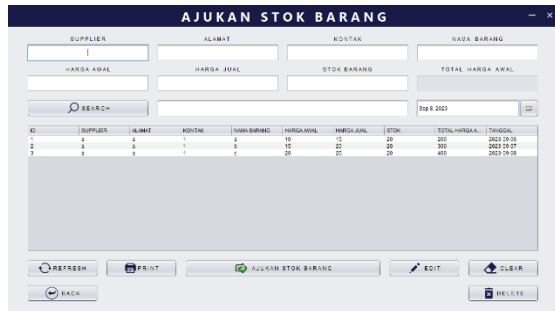 AJUKAN STOK BARANG
SUPPLIER ALAMAT KONTAK NAMA BARANG
HARGA AWAL HARGA JUAL STOK BARANG TOTAL HARGA AWAL
SEARCH Sep 8, 2023
ID SUPPLIER ALAMAT KONTAK NAMA BARANG HARGA AWAL HARGA JUAL STOK TOTAL HARGA A... TANGGAL
1 a a 1 a 10 15 20 200 2023-09-06
2 a a 1 b 15 20 20 300 2023-09-07
3 a a 1 c 20 25 20 400 2023-09-08
REFRESH PRINT AJUKAN STOK BARANG EDIT CLEAR
BACK DELETE